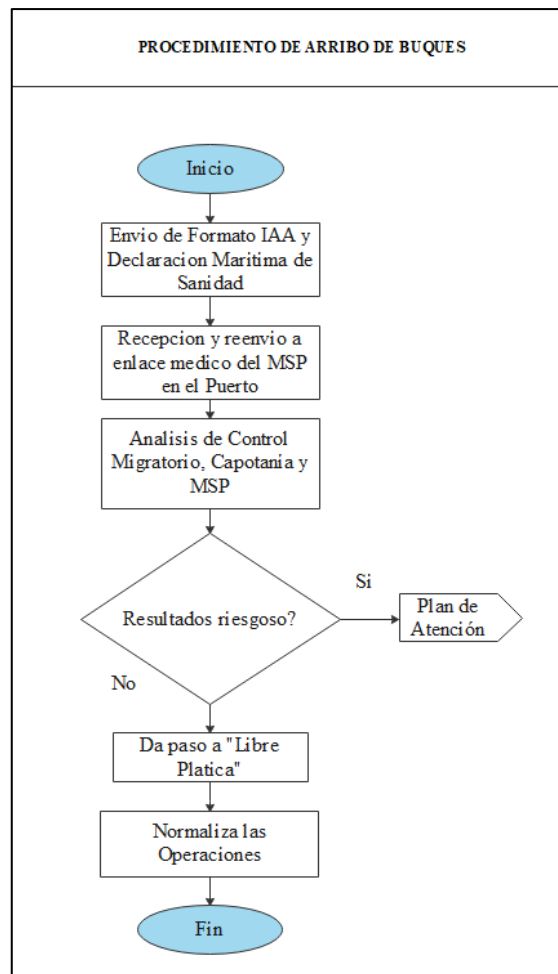 PROCEDIMIENTO DE ARRIBO DE BUQUES
Inicio
Envio de Formato IAA y
Declaracion Maritima de
Sanidad
Recepcion y reenvio a
enlace medico del MSP
en el Puerto
Analisis de Control
Migratorio, Capotania y
MSP
Resultados riesgoso?
Si
Plan de
Atención
No
Da paso a "Libre
Platica"
Normaliza las
Operaciones
Fin